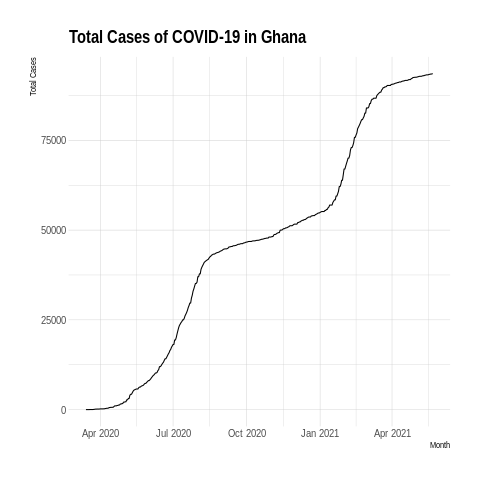 Total Cases of COVID-19 in Ghana
Total Cases
75000
50000
25000
0
Apr 2020 Jul 2020 Oct 2020 Jan 2021 Apr 2021
Month